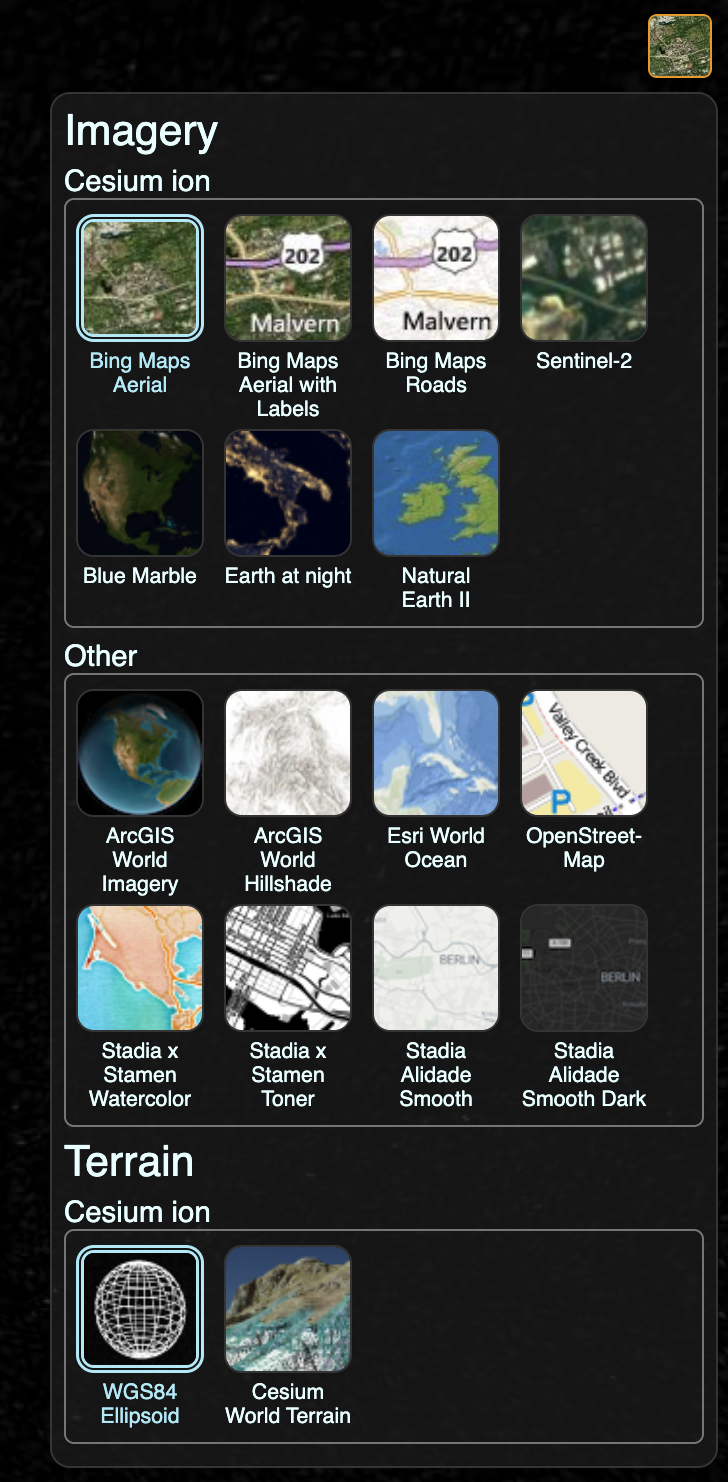 Imagery
Cesium ion
202
Malvern
202
Malvern
Bing Maps
Aerial
Bing Maps
Aerial with
Labels
Bing Maps
Roads
Sentinel-2
Blue Marble
Earth at night
Natural
Earth II
Other
Valley Creek Blvd
P
ArcGIS
World
Imagery
ArcGIS
World
Hillshade
Esri World
Ocean
OpenStreet-
Map
BERLIN
BERLIN
Stadia x
Stamen
Watercolor
Stadia x
Stamen
Toner
Stadia
Alidade
Smooth
Stadia
Alidade
Smooth Dark
Terrain
Cesium ion
WGS84
Ellipsoid
Cesium
World Terrain